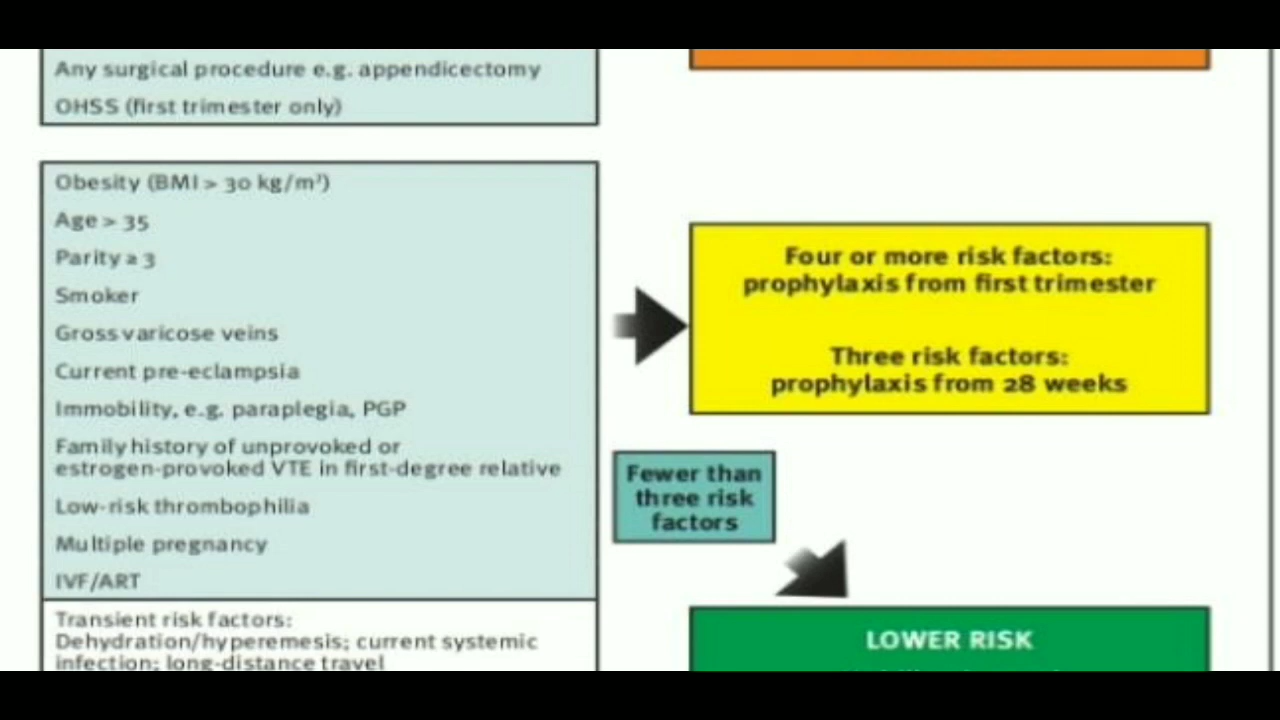 Any surgical procedure e.g. appendicectomy
OHSS (first trimester only)
Obesity (BMI > 30 kg/m²)
Age > 35
Parity ≥ 3
Smoker
Gross varicose veins
Current pre-eclampsia
Immobility, e.g. paraplegia, PGP
Family history of unprovoked or
estrogen-provoked VTE in first-degree relative
Low-risk thrombophilia
Multiple pregnancy
IVF/ART
Transient risk factors:
Dehydration/hyperemesis; current systemic
infection; long-distance travel
Four or more risk factors:
prophylaxis from first trimester
Three risk factors:
prophylaxis from 28 weeks
Fewer than
three risk
factors
LOWER RISK